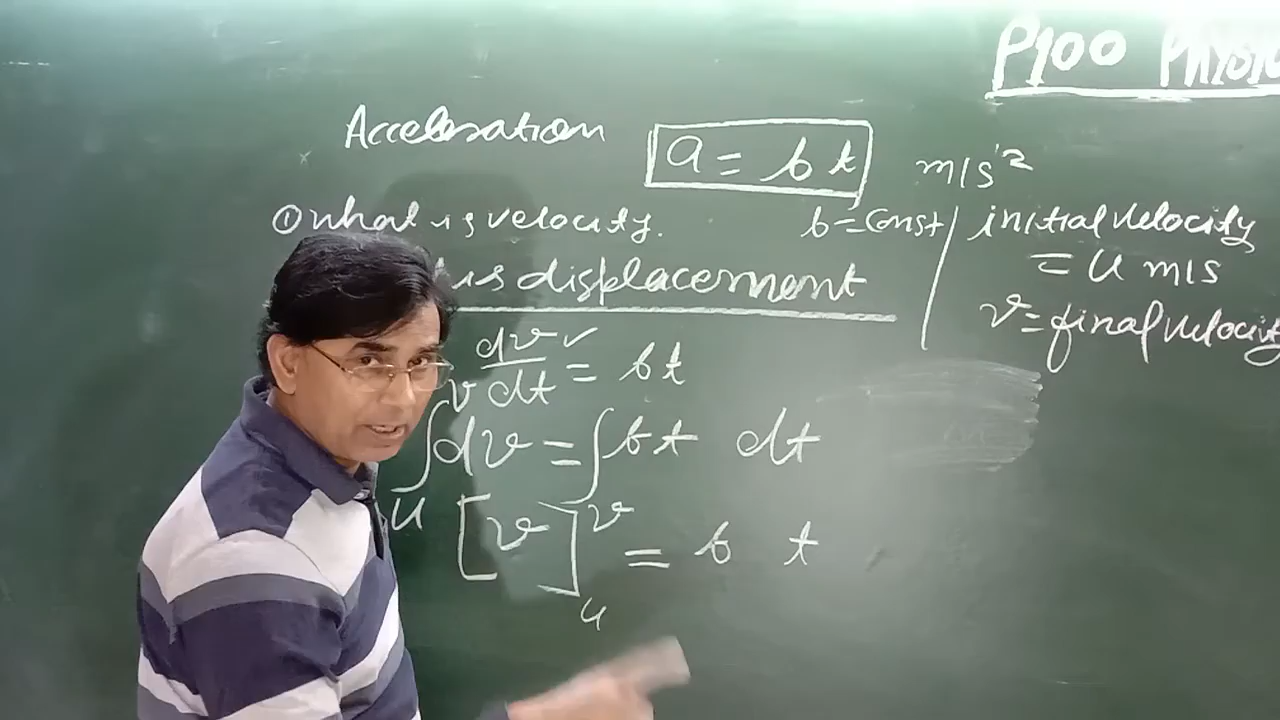 P100 Physic
Acceleration
a = bt m/s²
① what is velocity.
b = const
initial velocity
= u m/s
v = final velocity
is displacement
dv/dt = bt
∫dv = ∫bt dt
v
u
[v]
v
u
= b t